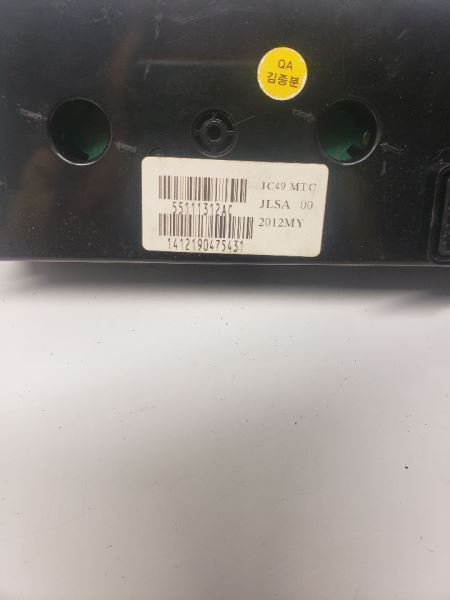 QA
김종분
55111312AC
1412190475431
JC49 MTC
JLSA 00
2012MY